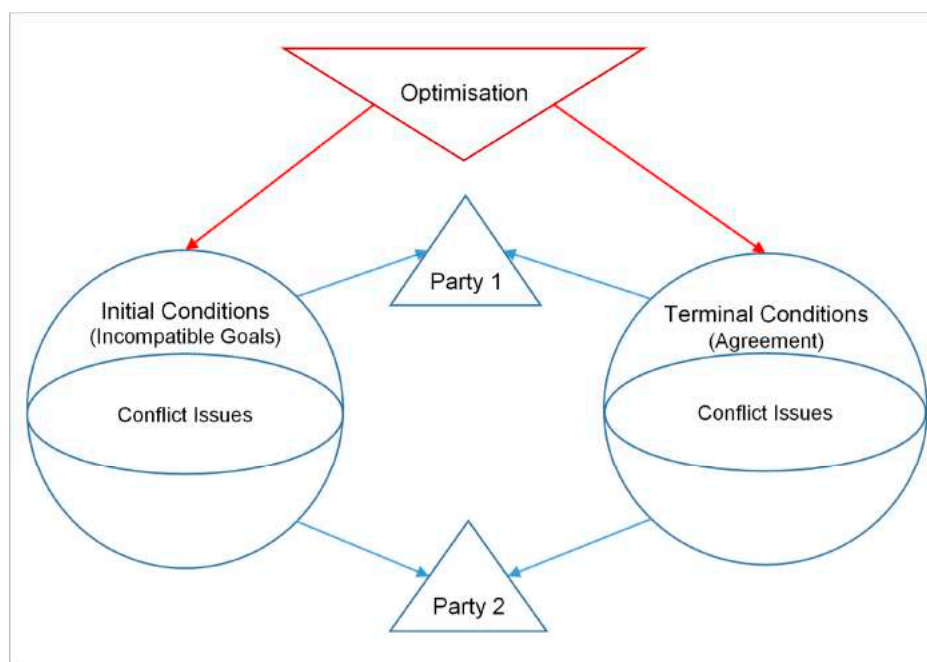 Optimisation
Party 1
Initial Conditions
(Incompatible Goals)
Conflict Issues
Terminal Conditions
(Agreement)
Conflict Issues
Party 2